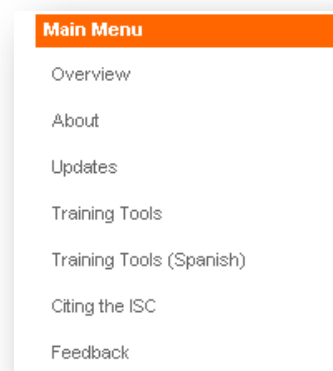 Main Menu
Overview
About
Updates
Training Tools
Training Tools (Spanish)
Citing the ISC
Feedback